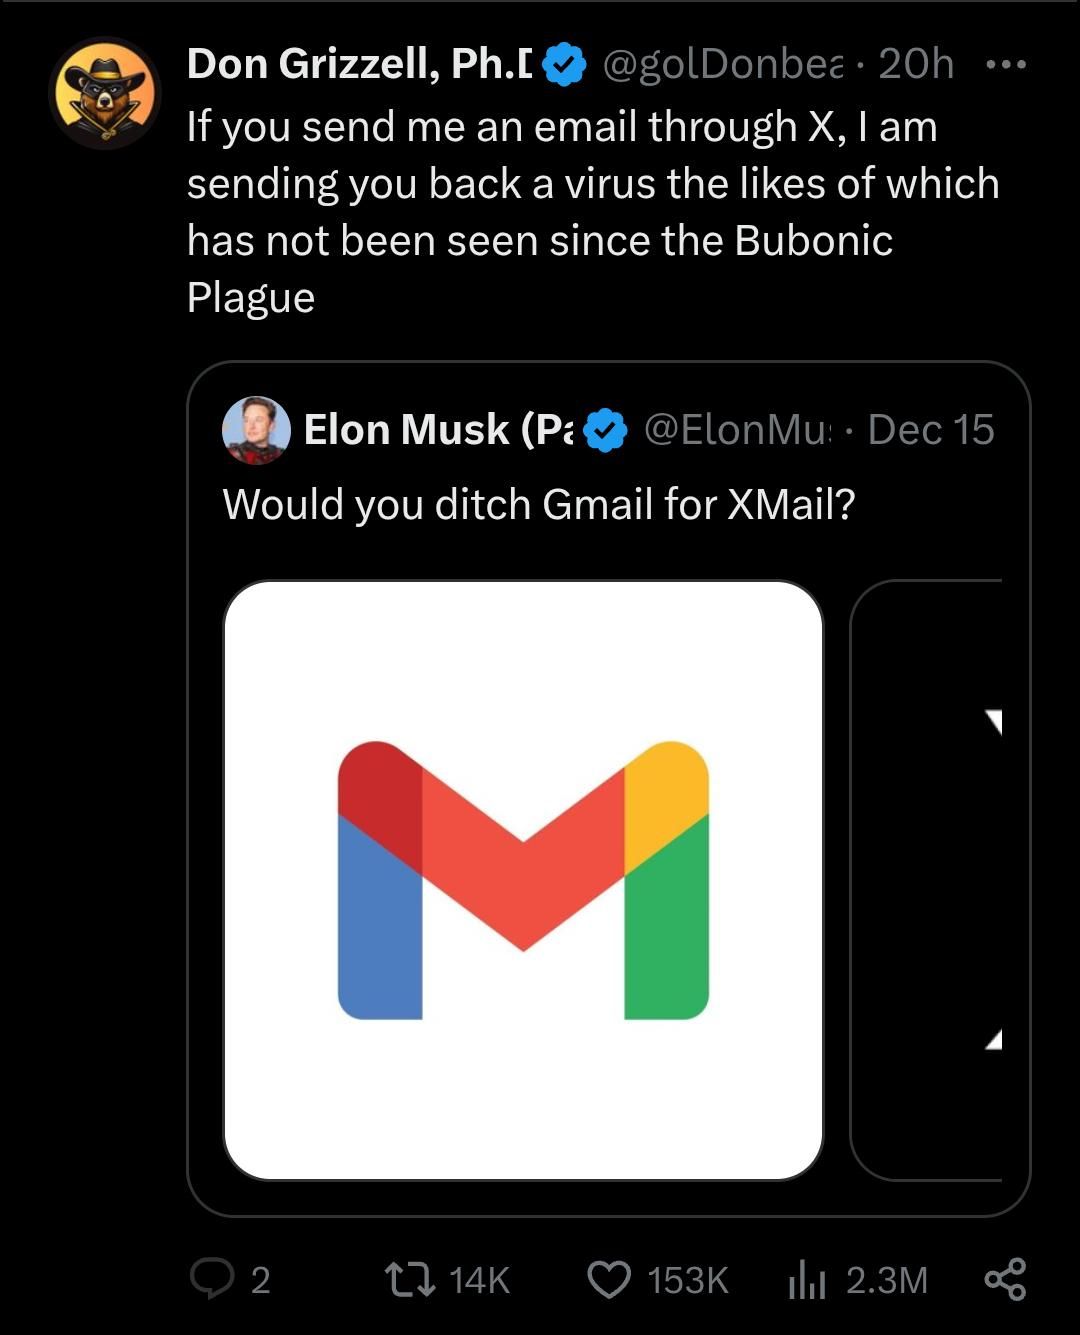 Don Grizzell, Ph.D @golDonbea · 20h
If you send me an email through X, I am
sending you back a virus the likes of which
has not been seen since the Bubonic
Plague
Elon Musk (Pa @ElonMus · Dec 15
Would you ditch Gmail for XMail?
2 14K 153K 2.3M